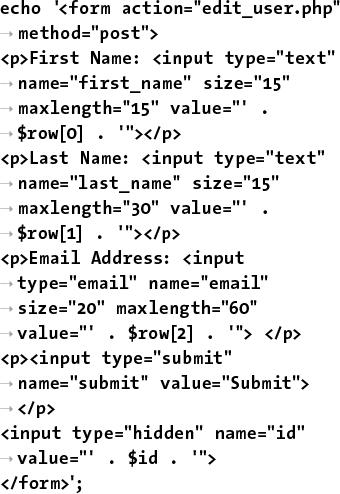 echo '<form action="edit_user.php"
→ method="post">
<p>First Name: <input type="text"
→ name="first_name" size="15"
→ maxlength="15" value="' .
→ $row[0] . '"></p>
<p>Last Name: <input type="text"
→ name="last_name" size="15"
→ maxlength="30" value="' .
→ $row[1] . '"></p>
<p>Email Address: <input
→ type="email" name="email"
→ size="20" maxlength="60"
→ value="' . $row[2] . '"> </p>
<p><input type="submit"
→ name="submit" value="Submit">
→ </p>
<input type="hidden" name="id"
→ value="' . $id . '">
</form>';